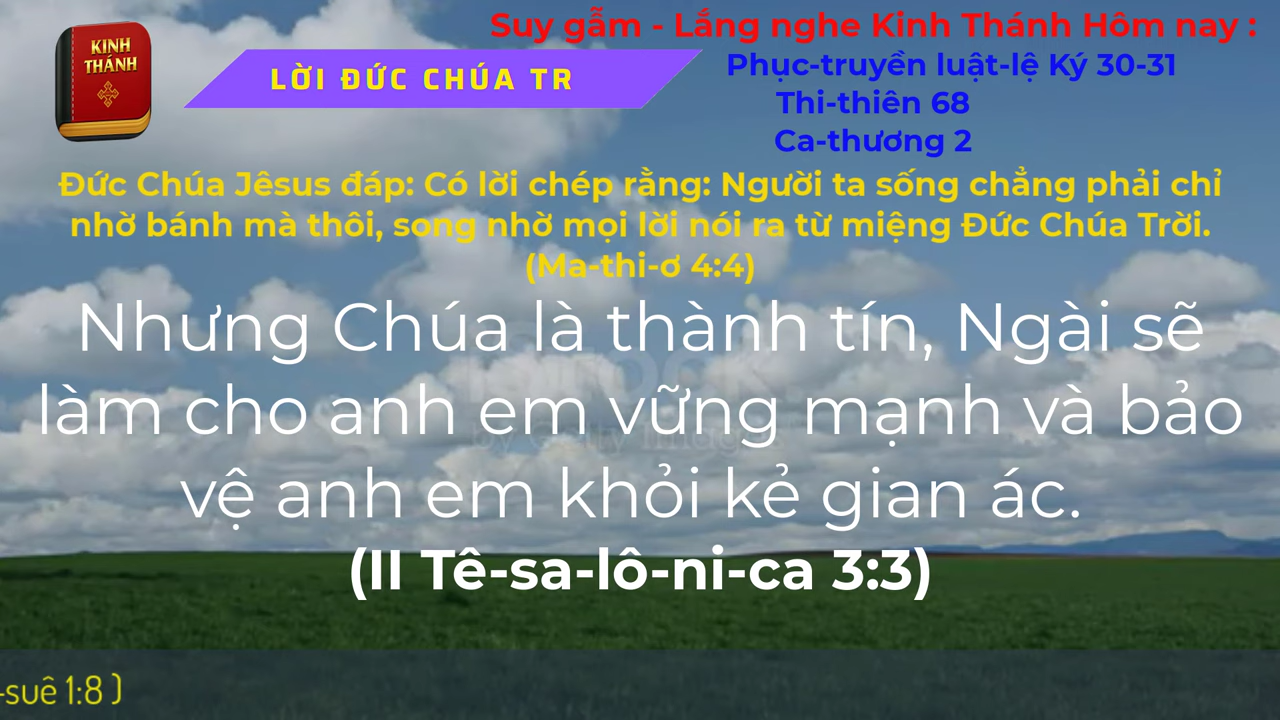 Suy gẫm - Lắng nghe Kinh Thánh Hôm nay :
KINH
THÁNH
LỜI ĐỨC CHÚA TR
Phục-truyền luật-lệ Ký 30-31
Thi-thiên 68
Ca-thương 2
Đức Chúa Jêsus đáp: Có lời chép rằng: Người ta sống chẳng phải chỉ
nhờ bánh mà thôi, song nhờ mọi lời nói ra từ miệng Đức Chúa Trời.
(Ma-thi-ơ 4:4)
Nhưng Chúa là thành tín, Ngài sẽ
làm cho anh em vững mạnh và bảo
vệ anh em khỏi kẻ gian ác.
(II Tê-sa-lô-ni-ca 3:3)
-suê 1:8 )